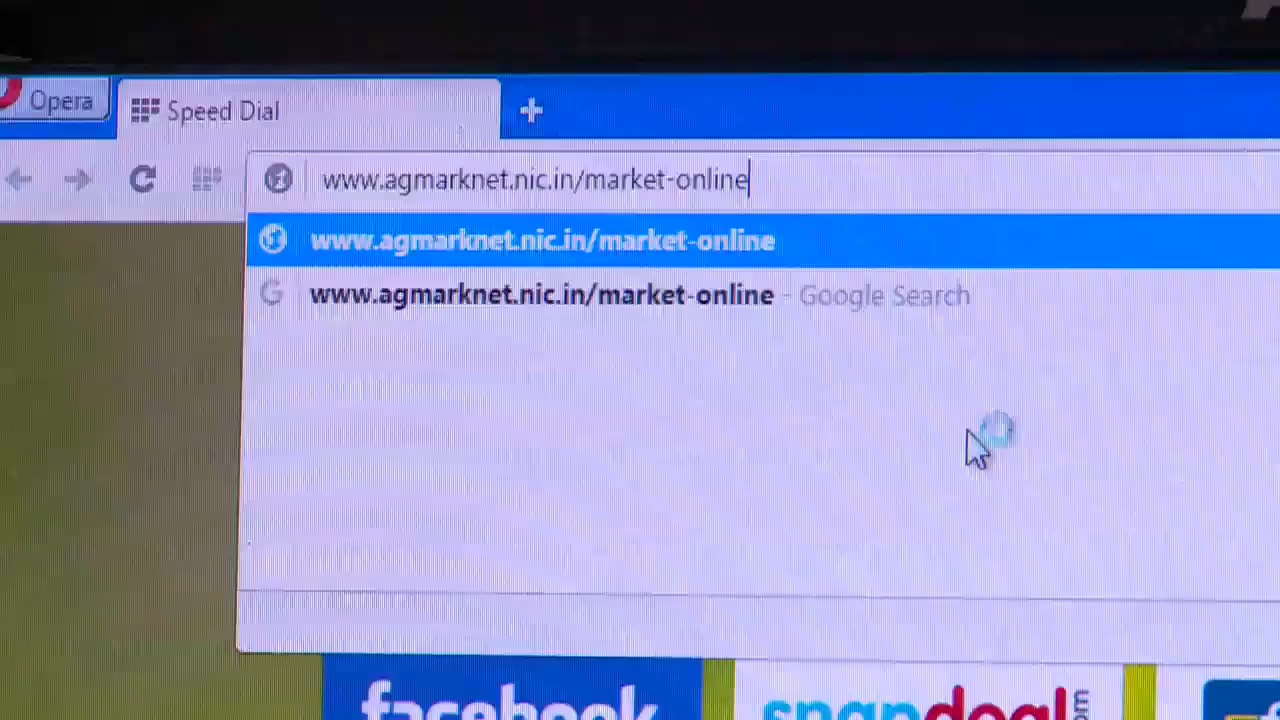 Opera
Speed Dial
www.agmarknet.nic.in/market-online
www.agmarknet.nic.in/market-online
www.agmarknet.nic.in/market-online - Google Search
facebook
snapdeal.com